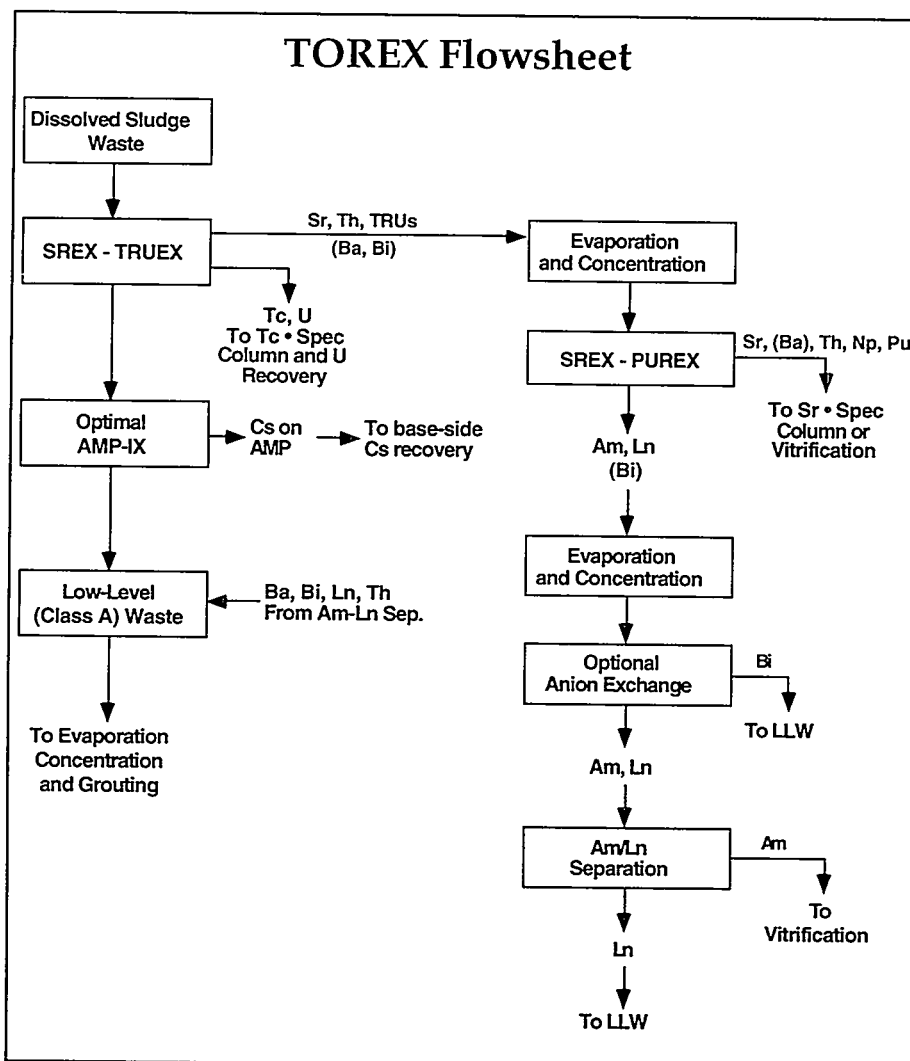 TOREX Flowsheet
Dissolved Sludge
Waste
SREX - TRUEX
Sr, Th, TRUs
(Ba, Bi)
Evaporation
and Concentration
Tc, U
To Tc • Spec
Column and U
Recovery
SREX - PUREX
Sr, (Ba), Th, Np, Pu
To Sr • Spec
Column or
Vitrification
Optimal
AMP-IX
Cs on
AMP
To base-side
Cs recovery
Am, Ln
(Bi)
Evaporation
and Concentration
Low-Level
(Class A) Waste
Ba, Bi, Ln, Th
From Am-Ln Sep.
Optional
Anion Exchange
Bi
To LLW
To Evaporation
Concentration
and Grouting
Am, Ln
Am/Ln
Separation
Am
To
Vitrification
Ln
To LLW